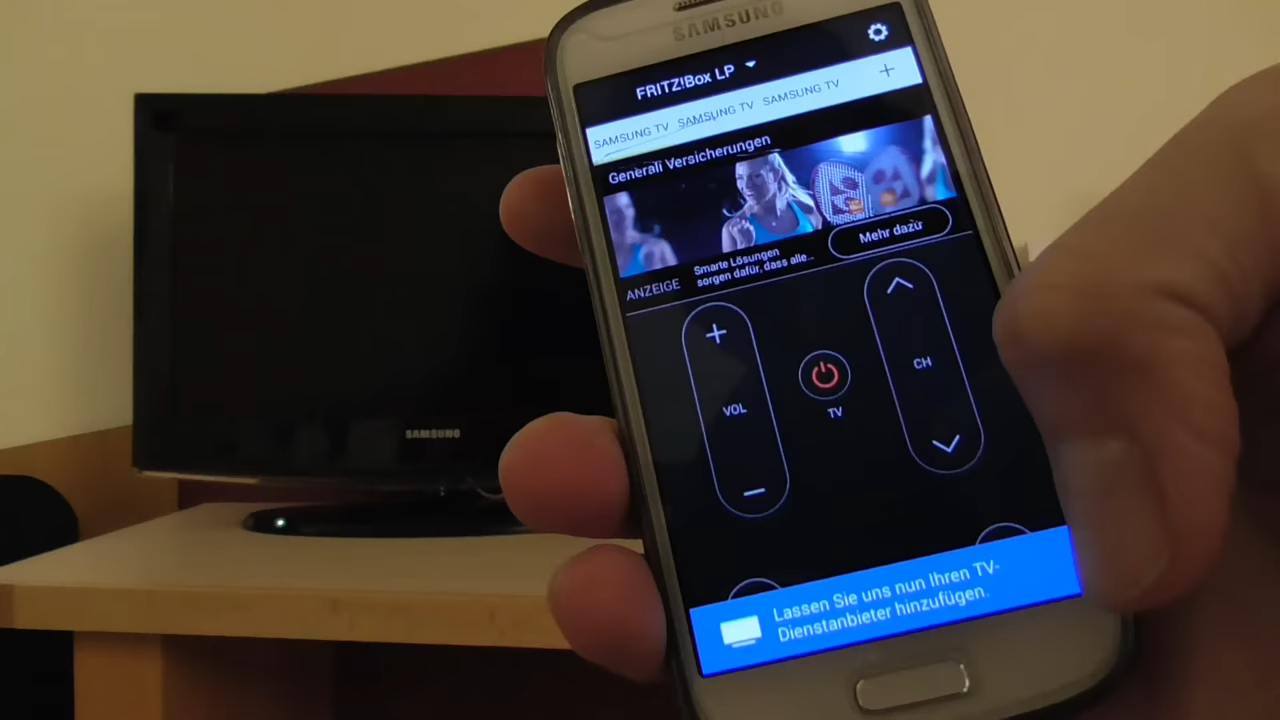 SAMSUNG
FRITZ!Box LP
SAMSUNG TV SAMSUNG TV SAMSUNG TV +
Generali Versicherungen
Mehr dazu
Smarte Lösungen
sorgen dafür, dass alle...
ANZEIGE
+
VOL
−
TV
CH
SAMSUNG
Lassen Sie uns nun Ihren TV-
Dienstanbieter hinzufügen.